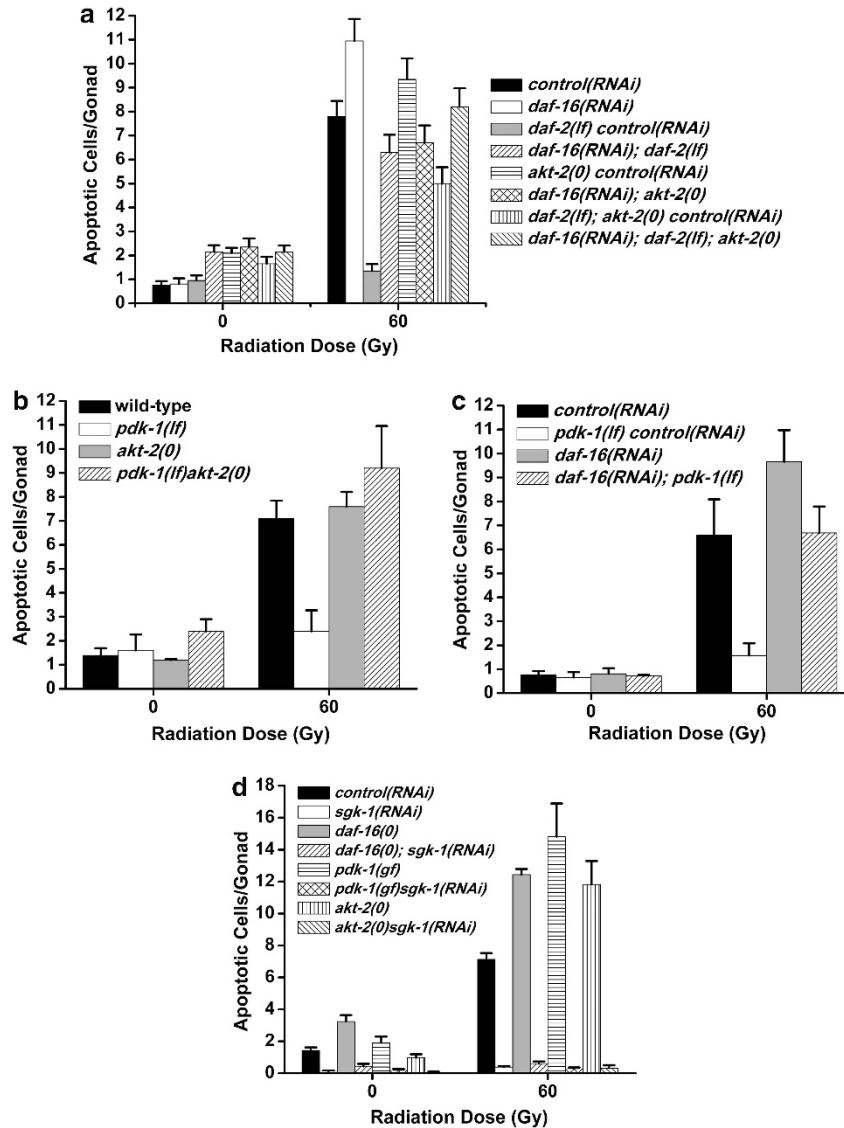 a
12
11
10
9
8
7
6
5
4
3
2
1
0
Apoptotic Cells/Gonad
0
60
Radiation Dose (Gy)
control(RNAi)
daf-16(RNAi)
daf-2(lf) control(RNAi)
daf-16(RNAi); daf-2(lf)
akt-2(0) control(RNAi)
daf-16(RNAi); akt-2(0)
daf-2(lf); akt-2(0) control(RNAi)
daf-16(RNAi); daf-2(lf); akt-2(0)
b
12
11
10
9
8
7
6
5
4
3
2
1
0
Apoptotic Cells/Gonad
wild-type
pdk-1(lf)
akt-2(0)
pdk-1(lf)akt-2(0)
0
60
Radiation Dose (Gy)
c
12
11
10
9
8
7
6
5
4
3
2
1
0
Apoptotic Cells/Gonad
control(RNAi)
pdk-1(lf) control(RNAi)
daf-16(RNAi)
daf-16(RNAi); pdk-1(lf)
0
60
Radiation Dose (Gy)
d
18
16
14
12
10
8
6
4
2
0
Apoptotic Cells/Gonad
control(RNAi)
sgk-1(RNAi)
daf-16(0)
daf-16(0); sgk-1(RNAi)
pdk-1(gf)
pdk-1(gf)sgk-1(RNAi)
akt-2(0)
akt-2(0)sgk-1(RNAi)
0
60
Radiation Dose (Gy)